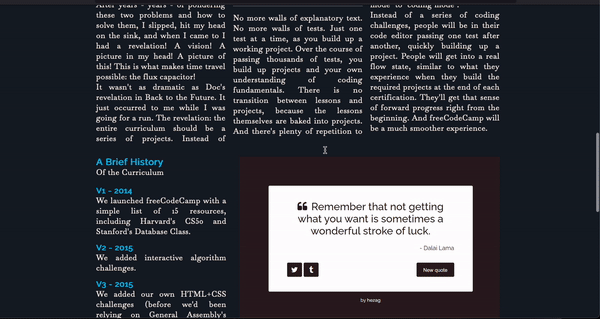 After years - years - of pondering
these two problems and how to
solve them, I slipped, hit my head
on the sink, and when I came to I
had a revelation! A vision! A
picture in my head! A picture of
this! This is what makes time travel
possible: the flux capacitor!
It wasn't as dramatic as Doc's
revelation in Back to the Future. It
just occurred to me while I was
going for a run. The revelation: the
entire curriculum should be a
series of projects. Instead of
No more walls of explanatory text.
No more walls of tests. Just one
test at a time, as you build up a
working project. Over the course of
passing thousands of tests, you
build up projects and your own
understanding of coding
fundamentals. There is no
transition between lessons and
projects, because the lessons
themselves are baked into projects.
And there's plenty of repetition to
mode to coding mode".
Instead of a series of coding
challenges, people will be in their
code editor passing one test after
another, quickly building up a
project. People will get into a real
flow state, similar to what they
experience when they build the
required projects at the end of each
certification. They'll get that sense
of forward progress right from the
beginning. And freeCodeCamp will
be a much smoother experience.
A Brief History
Of the Curriculum
V1 - 2014
We launched freeCodeCamp with a
simple list of 15 resources,
including Harvard's CS50 and
Stanford's Database Class.
V2 - 2015
We added interactive algorithm
challenges.
V3 - 2015
We added our own HTML+CSS
challenges (before we'd been
relying on General Assembly's
Remember that not getting
what you want is sometimes a
wonderful stroke of luck.
- Dalai Lama
New quote
by hezag